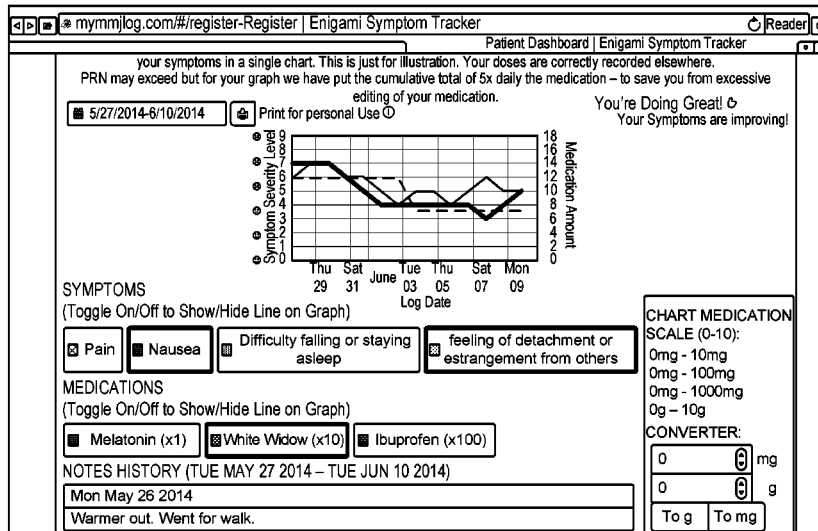 mymmjlog.com/#/register-Register | Enigami Symptom Tracker
Reader
Patient Dashboard | Enigami Symptom Tracker
your symptoms in a single chart. This is just for illustration. Your doses are correctly recorded elsewhere.
PRN may exceed but for your graph we have put the cumulative total of 5x daily the medication – to save you from excessive
editing of your medication.
5/27/2014-6/10/2014
Print for personal Use
You're Doing Great!
Your Symptoms are improving!
Symptom Severity Level
9
8
7
6
5
4
3
2
1
0
18
16
14
12
10
8
6
4
2
0
Medication Amount
Thu Sat June Tue Thu Sat Mon
29 31 03 05 07 09
Log Date
SYMPTOMS
(Toggle On/Off to Show/Hide Line on Graph)
Pain
Nausea
Difficulty falling or staying
asleep
feeling of detachment or
estrangement from others
MEDICATIONS
(Toggle On/Off to Show/Hide Line on Graph)
Melatonin (x1)
White Widow (x10)
Ibuprofen (x100)
NOTES HISTORY (TUE MAY 27 2014 – TUE JUN 10 2014)
Mon May 26 2014
Warmer out. Went for walk.
CHART MEDICATION
SCALE (0-10):
0mg - 10mg
0mg - 100mg
0mg - 1000mg
0g – 10g
CONVERTER:
0 mg
0 g
To g To mg